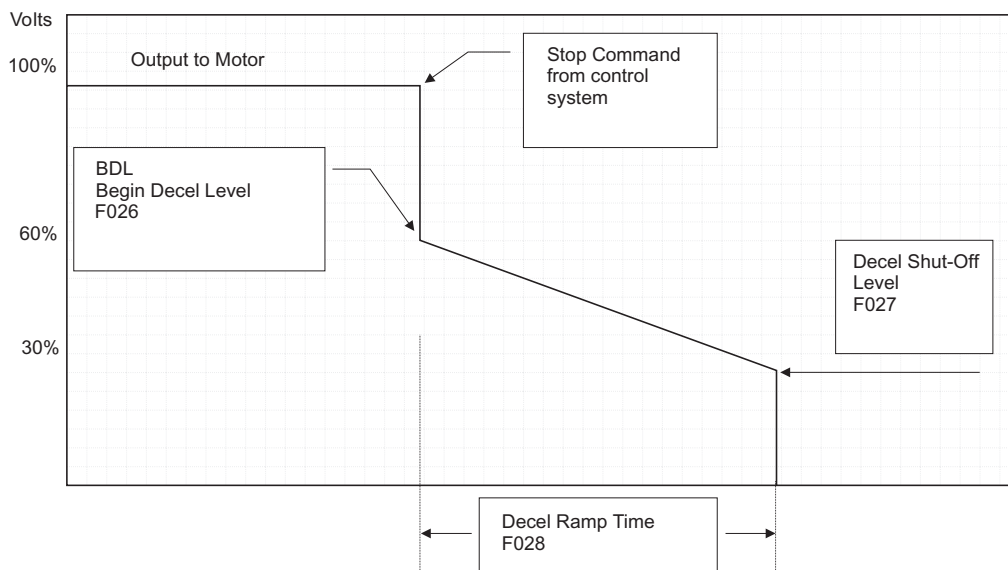 Volts
100%
Output to Motor
Stop Command
from control
system
BDL
Begin Decel Level
F026
60%
Decel Shut-Off
Level
F027
30%
Decel Ramp Time
F028